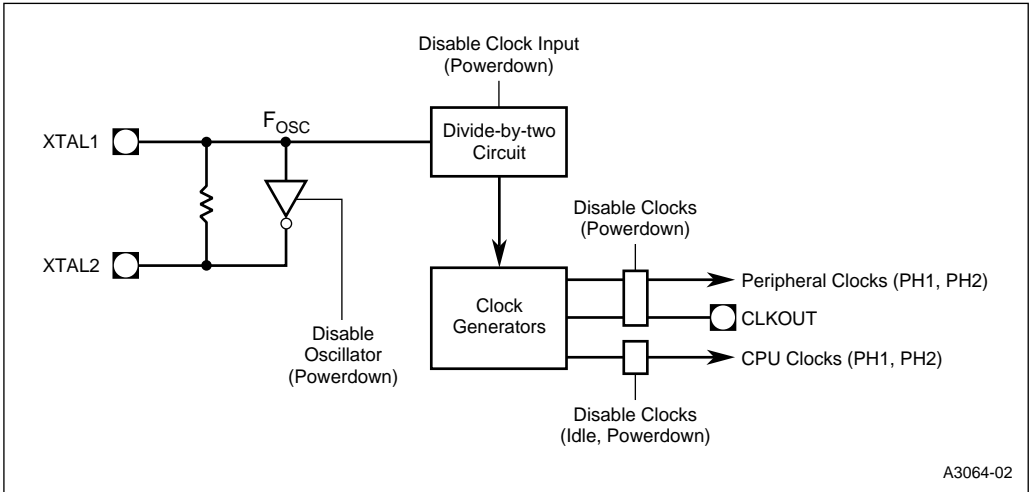 Disable Clock Input
(Powerdown)
XTAL1
FOSC
Divide-by-two
Circuit
Disable Clocks
(Powerdown)
XTAL2
Peripheral Clocks (PH1, PH2)
Clock
Generators
CLKOUT
Disable
Oscillator
(Powerdown)
CPU Clocks (PH1, PH2)
Disable Clocks
(Idle, Powerdown)
A3064-02